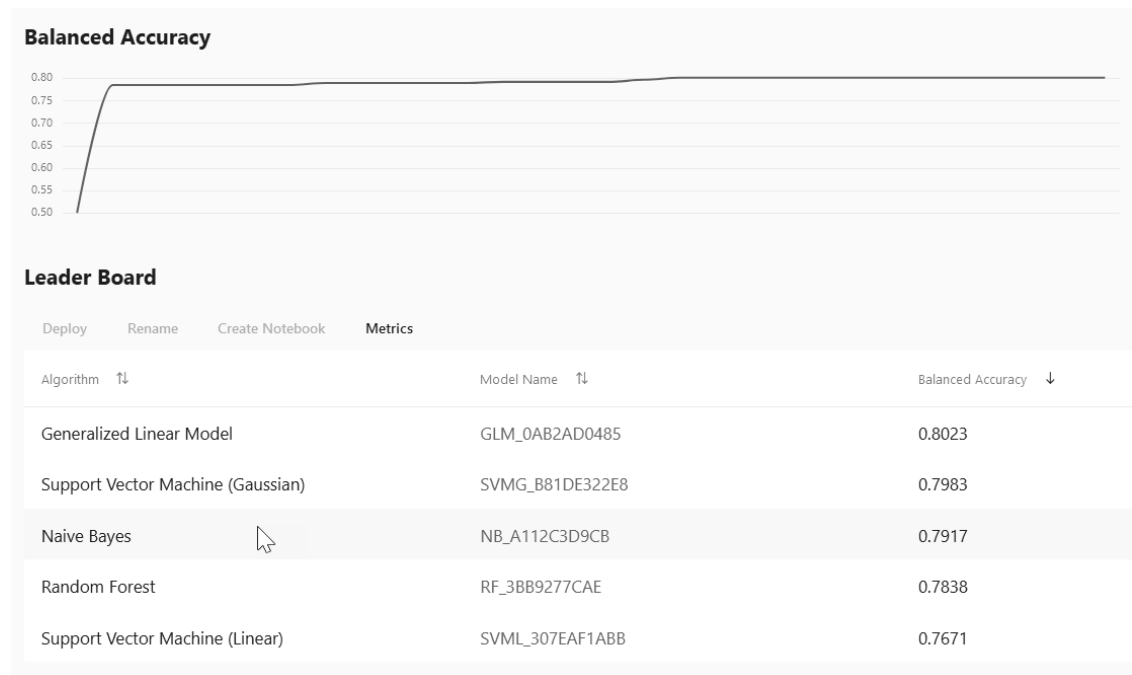 Balanced Accuracy
0.80
0.75
0.70
0.65
0.60
0.55
0.50
Leader Board
Deploy Rename Create Notebook Metrics
Algorithm Model Name Balanced Accuracy
Generalized Linear Model GLM_0AB2AD0485 0.8023
Support Vector Machine (Gaussian) SVMG_B81DE322E8 0.7983
Naive Bayes NB_A112C3D9CB 0.7917
Random Forest RF_3BB9277CAE 0.7838
Support Vector Machine (Linear) SVML_307EAF1ABB 0.7671